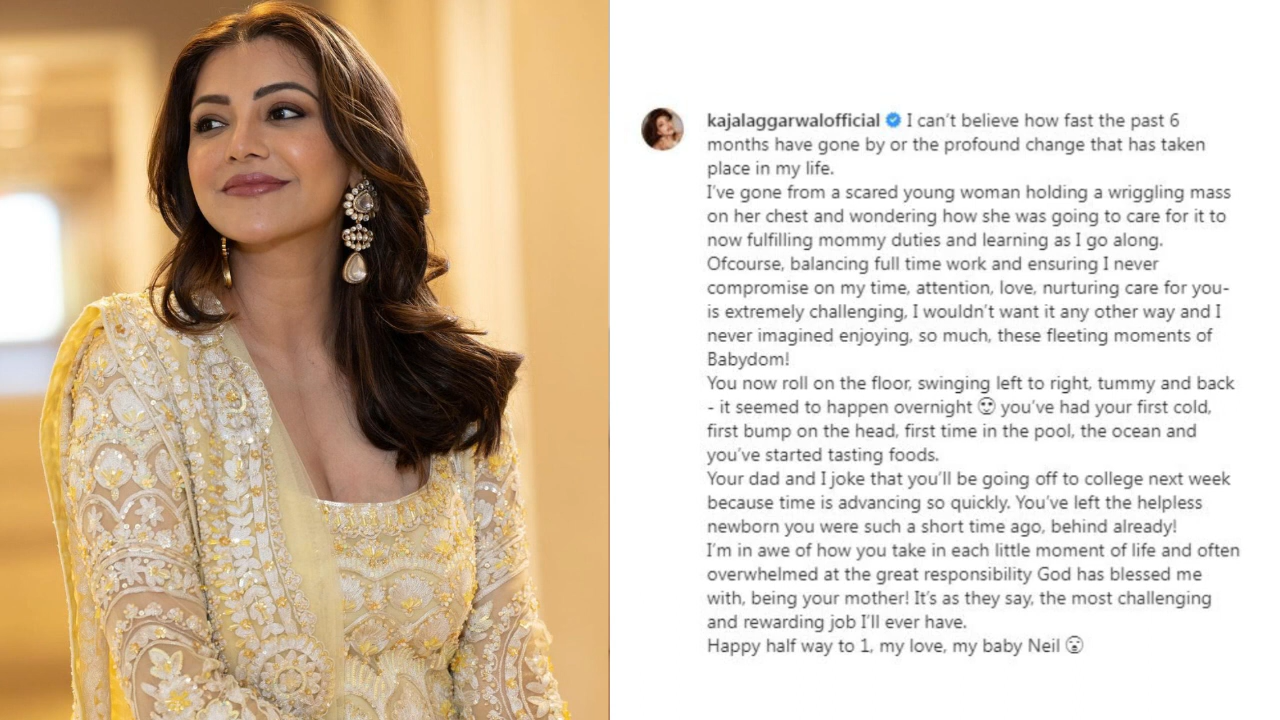 kajalaggarwalofficial I can't believe how fast the past 6
months have gone by or the profound change that has taken
place in my life.
I've gone from a scared young woman holding a wriggling mass
on her chest and wondering how she was going to care for it to
now fulfilling mommy duties and learning as I go along.
Ofcourse, balancing full time work and ensuring I never
compromise on my time, attention, love, nurturing care for you-
is extremely challenging, I wouldn't want it any other way and I
never imagined enjoying, so much, these fleeting moments of
Babydom!
You now roll on the floor, swinging left to right, tummy and back
- it seemed to happen overnight 🙂 you've had your first cold,
first bump on the head, first time in the pool, the ocean and
you've started tasting foods.
Your dad and I joke that you'll be going off to college next week
because time is advancing so quickly. You've left the helpless
newborn you were such a short time ago, behind already!
I'm in awe of how you take in each little moment of life and often
overwhelmed at the great responsibility God has blessed me
with, being your mother! It's as they say, the most challenging
and rewarding job I'll ever have.
Happy half way to 1, my love, my baby Neil 😘